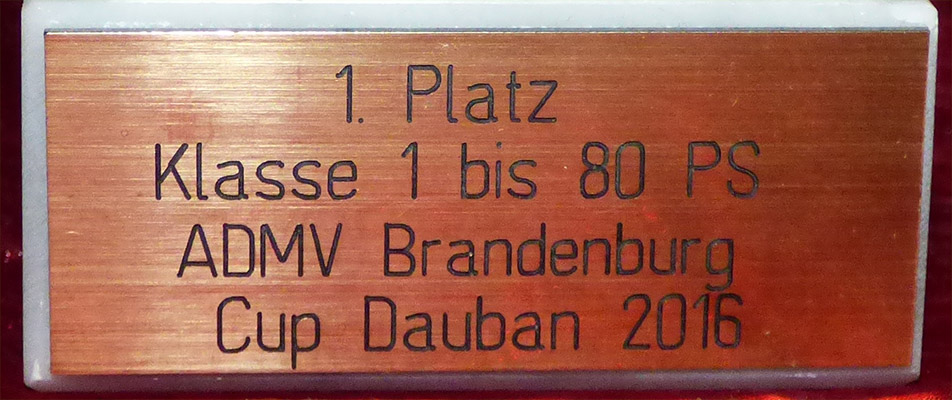 1. Platz
Klasse 1 bis 80 PS
ADMV Brandenburg
Cup Dauban 2016